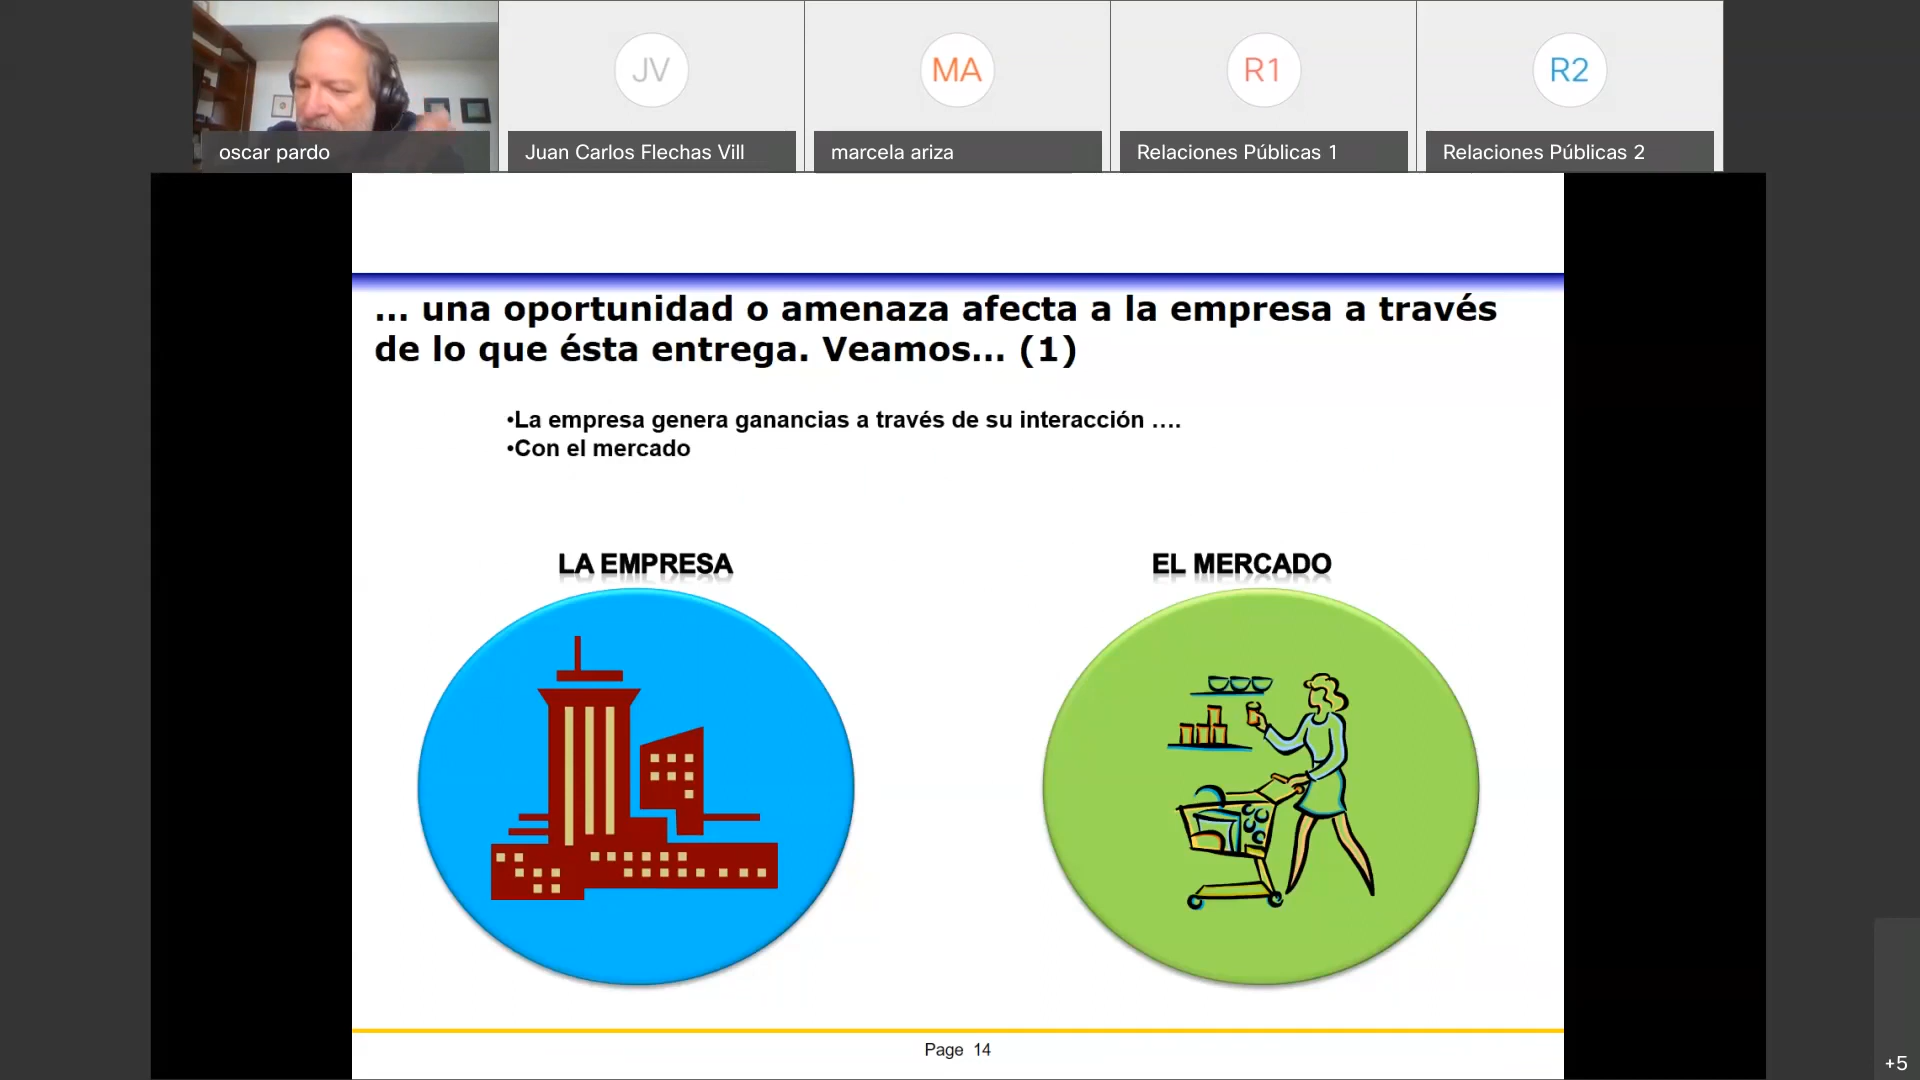 JV
MA
R1
R2
oscar pardo
Juan Carlos Flechas Vill
marcela ariza
Relaciones Públicas 1
Relaciones Públicas 2
... una oportunidad o amenaza afecta a la empresa a través
de lo que ésta entrega. Veamos... (1)
•La empresa genera ganancias a través de su interacción ....
•Con el mercado
LA EMPRESA
EL MERCADO
Page 14
+5